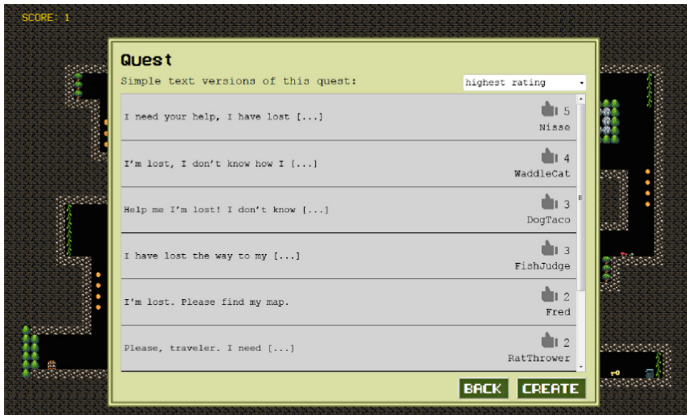 SCORE: 1
Quest
Simple text versions of this quest:
highest rating
I need your help, I have lost [...]
5
Nisse
I'm lost, I don't know how I [...]
4
WaddleCat
Help me I'm lost! I don't know [...]
3
DogTaco
I have lost the way to my [...]
3
FishJudge
I'm lost. Please find my map.
2
Fred
Please, traveler. I need [...]
2
RatThrower
BACK
CREATE